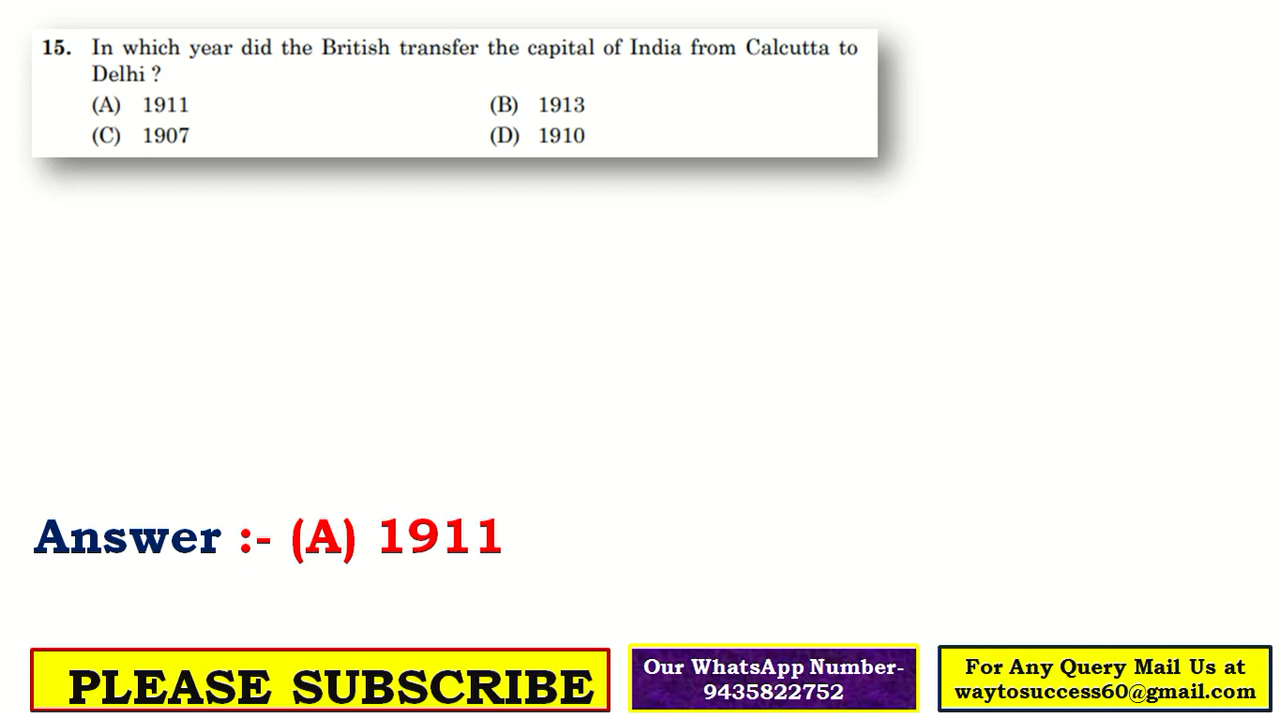 15. In which year did the British transfer the capital of India from Calcutta to
Delhi ?
(A) 1911 (B) 1913
(C) 1907 (D) 1910
Answer :- (A) 1911
PLEASE SUBSCRIBE
Our WhatsApp Number-
9435822752
For Any Query Mail Us at
waytosuccess60@gmail.com